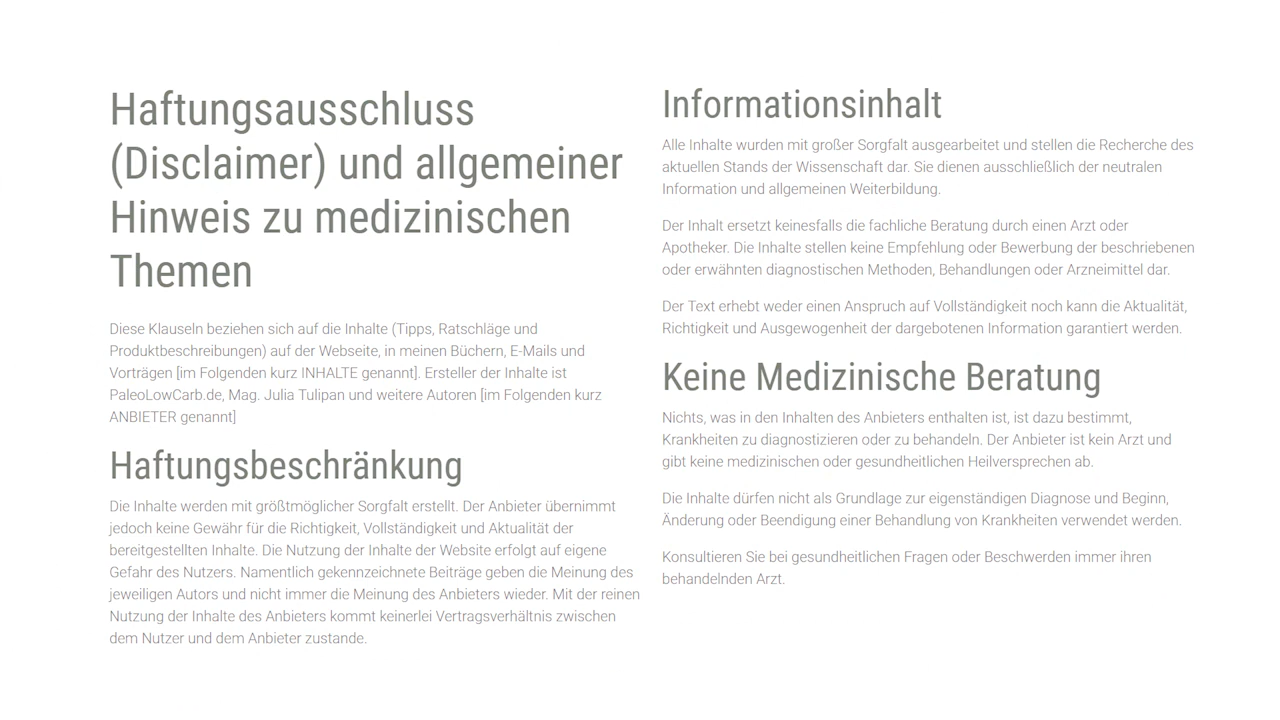 Haftungsausschluss
(Disclaimer) und allgemeiner
Hinweis zu medizinischen
Themen
Diese Klauseln beziehen sich auf die Inhalte (Tipps, Ratschläge und
Produktbeschreibungen) auf der Webseite, in meinen Büchern, E-Mails und
Vorträgen [im Folgenden kurz INHALTE genannt]. Ersteller der Inhalte ist
PaleoLowCarb.de, Mag. Julia Tulipan und weitere Autoren [im Folgenden kurz
ANBIETER genannt]
Haftungsbeschränkung
Die Inhalte werden mit größtmöglicher Sorgfalt erstellt. Der Anbieter übernimmt
jedoch keine Gewähr für die Richtigkeit, Vollständigkeit und Aktualität der
bereitgestellten Inhalte. Die Nutzung der Inhalte der Website erfolgt auf eigene
Gefahr des Nutzers. Namentlich gekennzeichnete Beiträge geben die Meinung des
jeweiligen Autors und nicht immer die Meinung des Anbieters wieder. Mit der reinen
Nutzung der Inhalte des Anbieters kommt keinerlei Vertragsverhältnis zwischen
dem Nutzer und dem Anbieter zustande.
Informationsinhalt
Alle Inhalte wurden mit großer Sorgfalt ausgearbeitet und stellen die Recherche des
aktuellen Stands der Wissenschaft dar. Sie dienen ausschließlich der neutralen
Information und allgemeinen Weiterbildung.
Der Inhalt ersetzt keinesfalls die fachliche Beratung durch einen Arzt oder
Apotheker. Die Inhalte stellen keine Empfehlung oder Bewerbung der beschriebenen
oder erwähnten diagnostischen Methoden, Behandlungen oder Arzneimittel dar.
Der Text erhebt weder einen Anspruch auf Vollständigkeit noch kann die Aktualität,
Richtigkeit und Ausgewogenheit der dargebotenen Information garantiert werden.
Keine Medizinische Beratung
Nichts, was in den Inhalten des Anbieters enthalten ist, ist dazu bestimmt,
Krankheiten zu diagnostizieren oder zu behandeln. Der Anbieter ist kein Arzt und
gibt keine medizinischen oder gesundheitlichen Heilversprechen ab.
Die Inhalte dürfen nicht als Grundlage zur eigenständigen Diagnose und Beginn,
Änderung oder Beendigung einer Behandlung von Krankheiten verwendet werden.
Konsultieren Sie bei gesundheitlichen Fragen oder Beschwerden immer ihren
behandelnden Arzt.